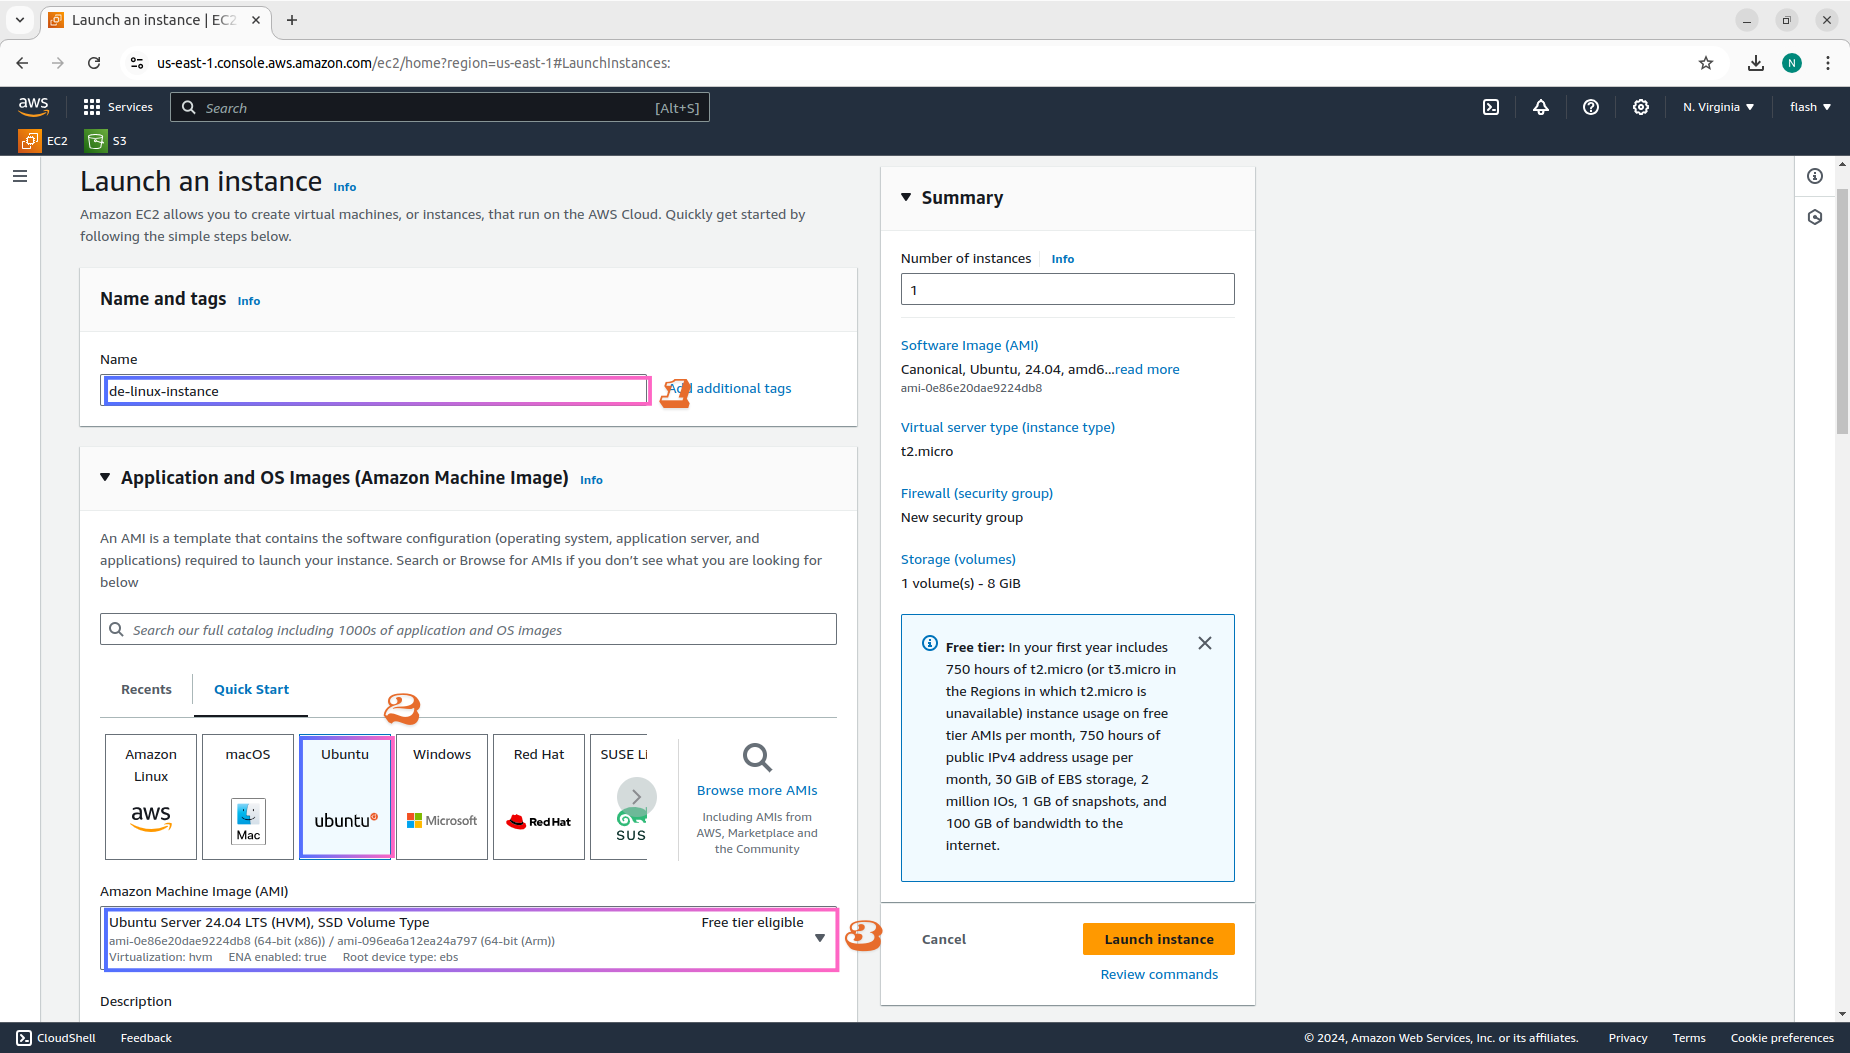 Launch an instance | EC2
us-east-1.console.aws.amazon.com/ec2/home?region=us-east-1#LaunchInstances:
N
aws
Services
Search
[Alt+S]
N. Virginia
flash
EC2
S3
Launch an instance
Info
Amazon EC2 allows you to create virtual machines, or instances, that run on the AWS Cloud. Quickly get started by
following the simple steps below.
Name and tags
Info
Name
de-linux-instance
1
Add additional tags
Application and OS Images (Amazon Machine Image)
Info
An AMI is a template that contains the software configuration (operating system, application server, and
applications) required to launch your instance. Search or Browse for AMIs if you don’t see what you are looking for
below
Search our full catalog including 1000s of application and OS images
Recents
Quick Start
2
Amazon
Linux
aws
macOS
Mac
Ubuntu
ubuntu
Windows
Microsoft
Red Hat
Red Hat
SUSE Li
SUS
Browse more AMIs
Including AMIs from
AWS, Marketplace and
the Community
Amazon Machine Image (AMI)
Ubuntu Server 24.04 LTS (HVM), SSD Volume Type
Free tier eligible
ami-0e86e20dae9224db8 (64-bit (x86)) / ami-096ea6a12ea24a797 (64-bit (Arm))
Virtualization: hvm ENA enabled: true Root device type: ebs
3
Description
Summary
Number of instances
Info
1
Software Image (AMI)
Canonical, Ubuntu, 24.04, amd6...read more
ami-0e86e20dae9224db8
Virtual server type (instance type)
t2.micro
Firewall (security group)
New security group
Storage (volumes)
1 volume(s) - 8 GiB
Free tier: In your first year includes
750 hours of t2.micro (or t3.micro in
the Regions in which t2.micro is
unavailable) instance usage on free
tier AMIs per month, 750 hours of
public IPv4 address usage per
month, 30 GiB of EBS storage, 2
million IOs, 1 GB of snapshots, and
100 GB of bandwidth to the
internet.
Cancel
Launch instance
Review commands
CloudShell
Feedback
© 2024, Amazon Web Services, Inc. or its affiliates.
Privacy
Terms
Cookie preferences